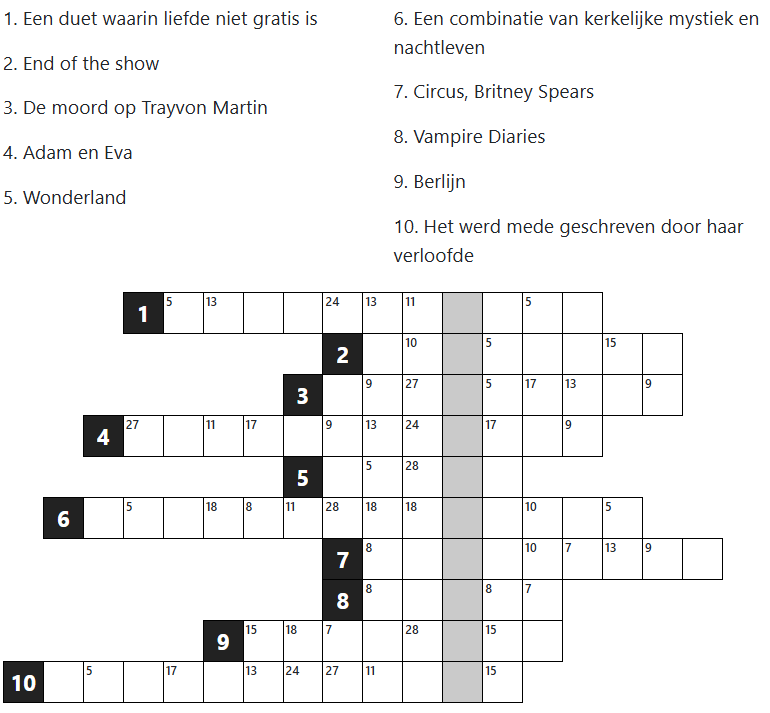 1. Een duet waarin liefde niet gratis is
2. End of the show
3. De moord op Trayvon Martin
4. Adam en Eva
5. Wonderland
6. Een combinatie van kerkelijke mystiek en
nachtleven
7. Circus, Britney Spears
8. Vampire Diaries
9. Berlijn
10. Het werd mede geschreven door haar
verloofde
1 5 13 24 13 11 5
2 10 5 15
3 9 27 5 17 13 9
4 27 11 17 9 13 24 17 9
5 5 28
6 5 18 8 11 28 18 18 10 5
7 8 10 7 13 9
8 8 8 7
9 15 18 7 28 15
10 5 17 13 24 27 11 15